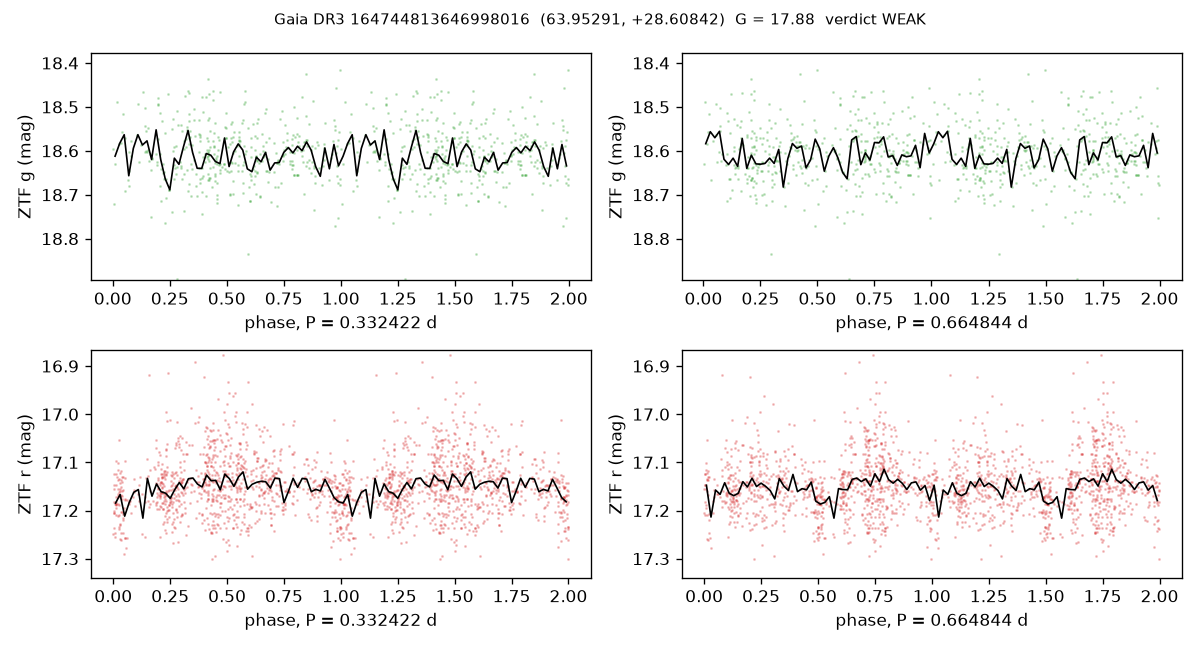 Gaia DR3 164744813646998016 (63.95291, +28.60842) G = 17.88 verdict WEAK
ZTF g (mag)
18.4
18.5
18.6
18.7
18.8
0.00 0.25 0.50 0.75 1.00 1.25 1.50 1.75 2.00
phase, P = 0.332422 d
ZTF g (mag)
18.4
18.5
18.6
18.7
18.8
0.00 0.25 0.50 0.75 1.00 1.25 1.50 1.75 2.00
phase, P = 0.664844 d
ZTF r (mag)
16.9
17.0
17.1
17.2
17.3
0.00 0.25 0.50 0.75 1.00 1.25 1.50 1.75 2.00
phase, P = 0.332422 d
ZTF r (mag)
16.9
17.0
17.1
17.2
17.3
0.00 0.25 0.50 0.75 1.00 1.25 1.50 1.75 2.00
phase, P = 0.664844 d